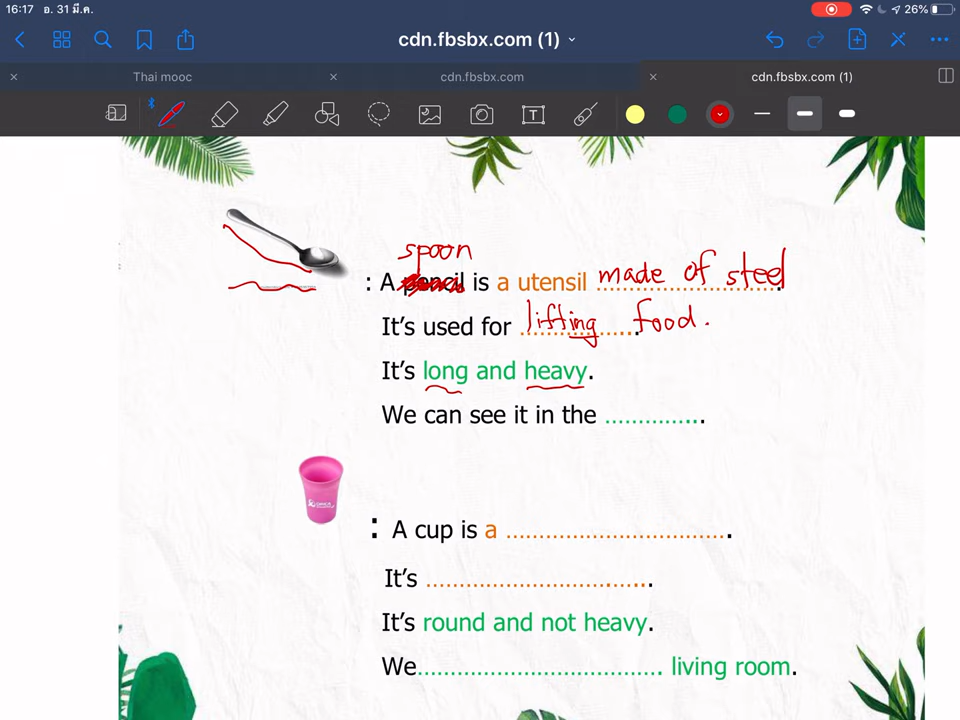 16:17 อ. 31 มี.ค. 26%
cdn.fbsbx.com (1)
Thai mooc cdn.fbsbx.com cdn.fbsbx.com (1)
spoon
: A pencil is a utensil made of steel
It's used for lifting food.
It's long and heavy.
We can see it in the ................
: A cup is a ..................................
It's ...................................
It's round and not heavy.
We...................................... living room.